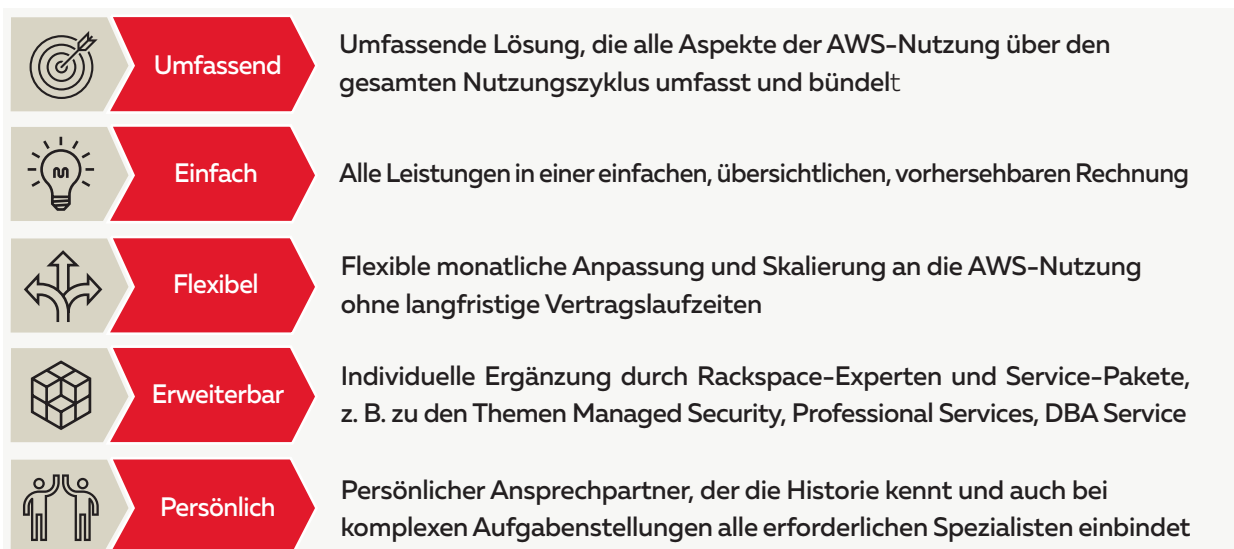 Umfassend
Umfassende Lösung, die alle Aspekte der AWS-Nutzung über den
gesamten Nutzungszyklus umfasst und bündelt
Einfach
Alle Leistungen in einer einfachen, übersichtlichen, vorhersehbaren Rechnung
Flexibel
Flexible monatliche Anpassung und Skalierung an die AWS-Nutzung
ohne langfristige Vertragslaufzeiten
Erweiterbar
Individuelle Ergänzung durch Rackspace-Experten und Service-Pakete,
z. B. zu den Themen Managed Security, Professional Services, DBA Service
Persönlich
Persönlicher Ansprechpartner, der die Historie kennt und auch bei
komplexen Aufgabenstellungen alle erforderlichen Spezialisten einbindet